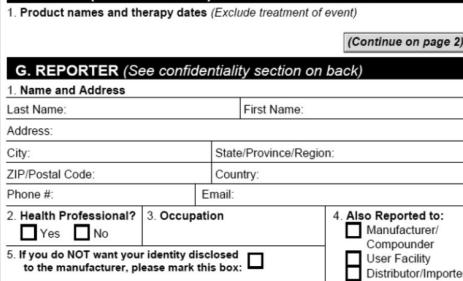 1. Product names and therapy dates (Exclude treatment of event)
(Continue on page 2)
G. REPORTER (See confidentiality section on back)
1. Name and Address
Last Name: First Name:
Address:
City: State/Province/Region:
ZIP/Postal Code: Country:
Phone #: Email:
2. Health Professional? 3. Occupation 4. Also Reported to:
Yes No Manufacturer/
Compounder
5. If you do NOT want your identity disclosed User Facility
to the manufacturer, please mark this box: Distributor/Importe